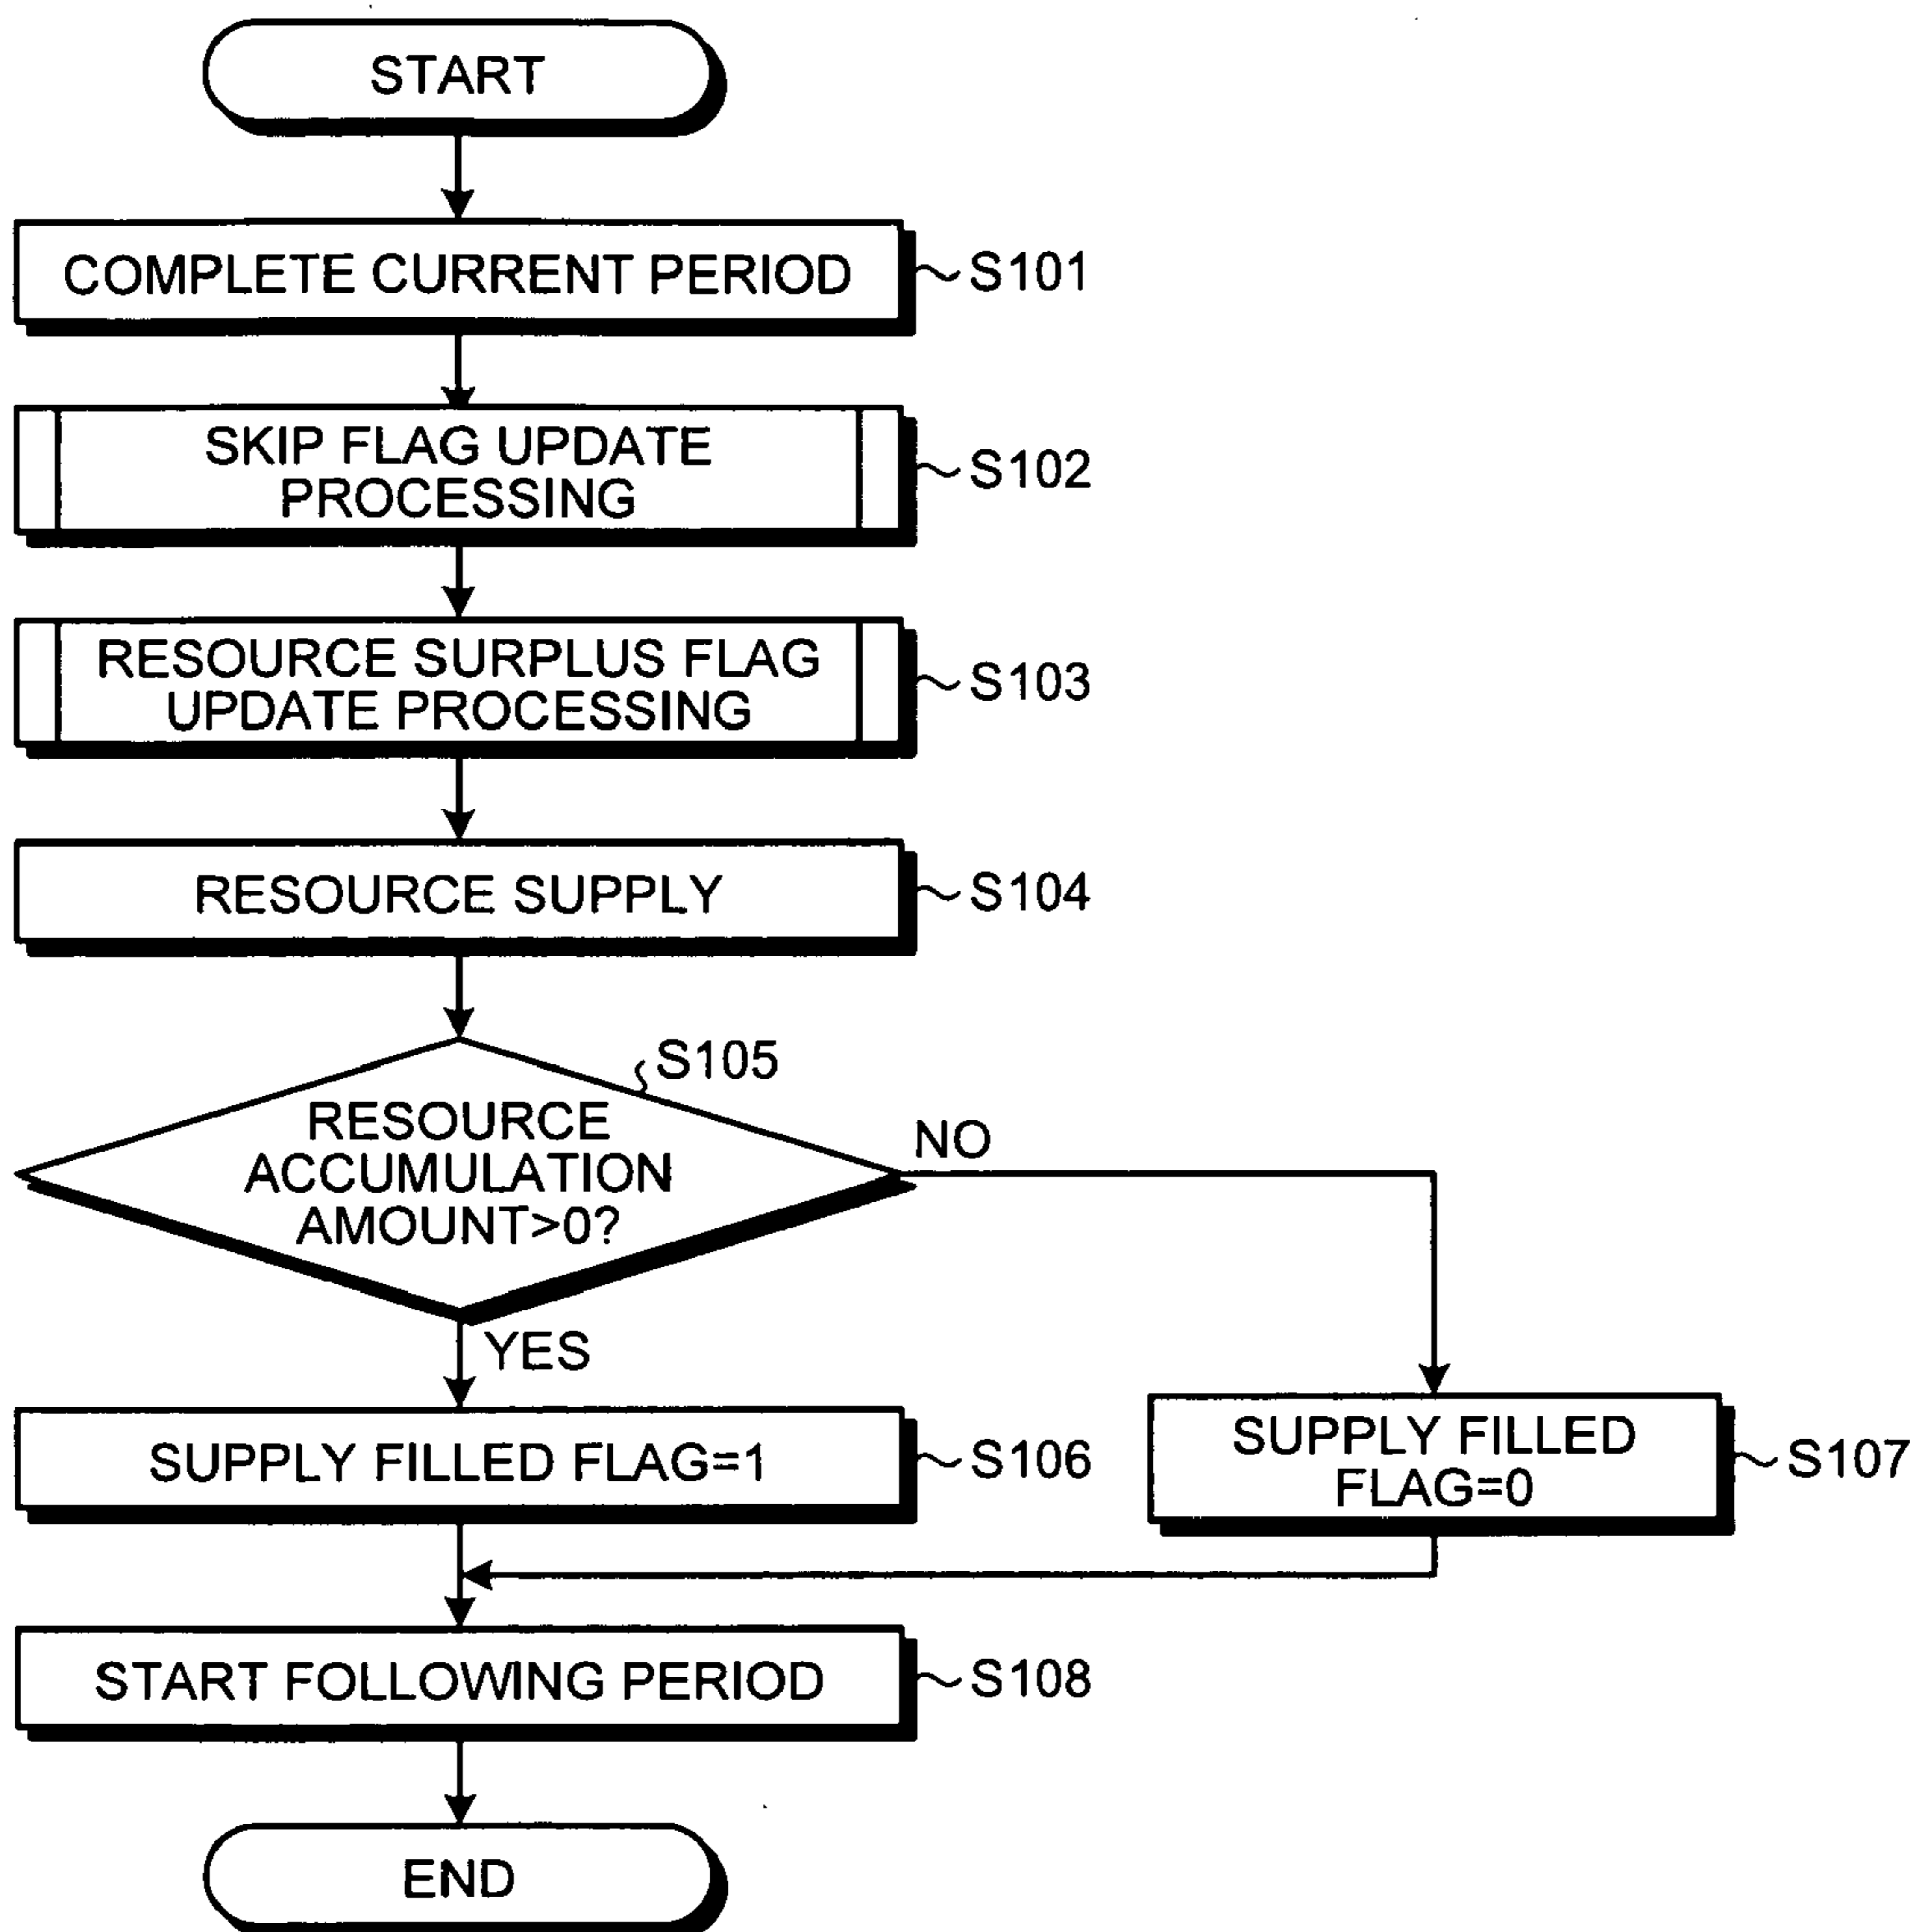 START
COMPLETE CURRENT PERIOD
S101
SKIP FLAG UPDATE
PROCESSING
S102
RESOURCE SURPLUS FLAG
UPDATE PROCESSING
S103
RESOURCE SUPPLY
S104
S105
RESOURCE
ACCUMULATION
AMOUNT>0?
NO
YES
SUPPLY FILLED FLAG=1
S106
SUPPLY FILLED
FLAG=0
S107
START FOLLOWING PERIOD
S108
END